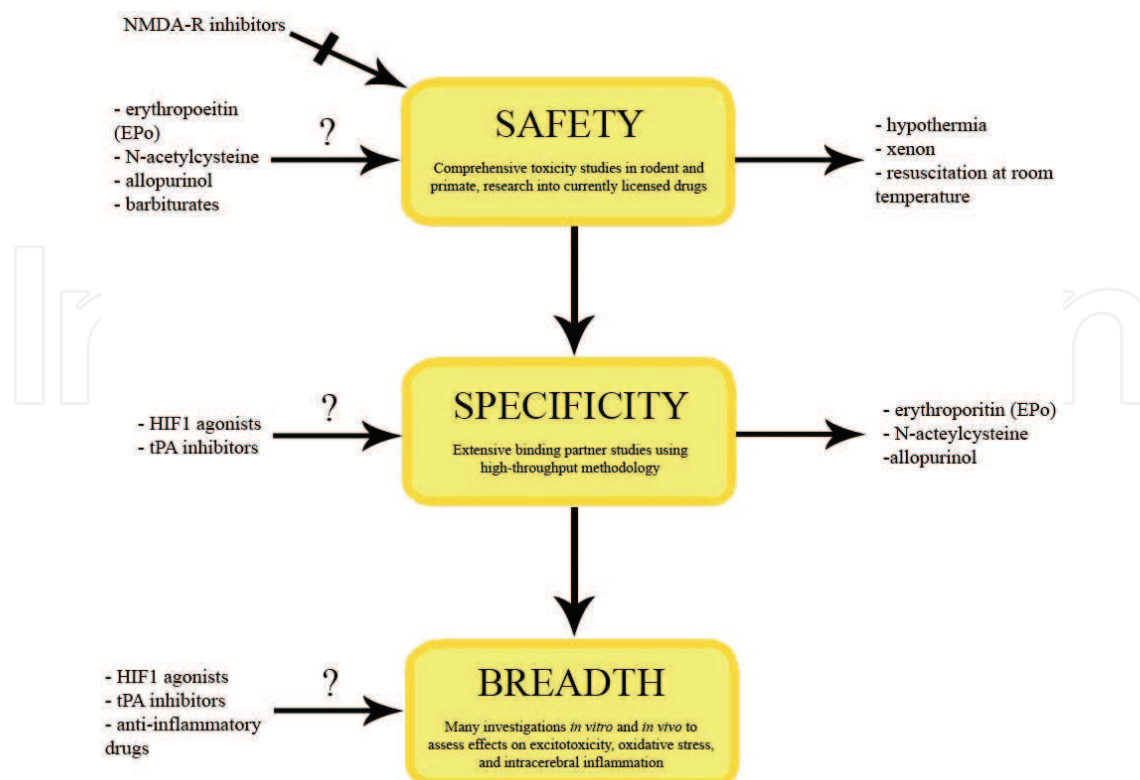 NMDA-R inhibitors
- erythropoeitin
(EPo)
- N-acetylcysteine
- allopurinol
- barbiturates
?
SAFETY
Comprehensive toxicity studies in rodent and
primate, research into currently licensed drugs
- hypothermia
- xenon
- resuscitation at room
temperature
- HIF1 agonists
- tPA inhibitors
?
SPECIFICITY
Extensive binding partner studies using
high-throughput methodology
- erythroporitin (EPo)
- N-acteylcysteine
-allopurinol
- HIF1 agonists
- tPA inhibitors
- anti-inflammatory
drugs
?
BREADTH
Many investigations in vitro and in vivo to
assess effects on excitotoxicity, oxidative stress,
and intracerebral inflammation